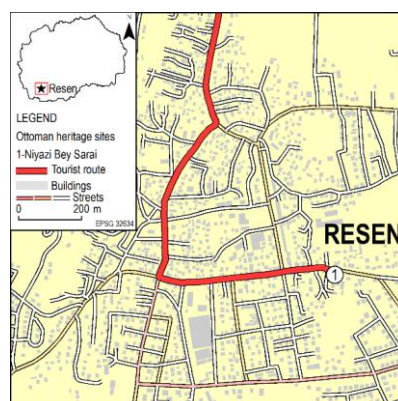 N
Resen
LEGEND
Ottoman heritage sites
1-Niyazi Bey Sarai
Tourist route
Buildings
Streets
0 200 m
EPSG 32634
RESEN
1